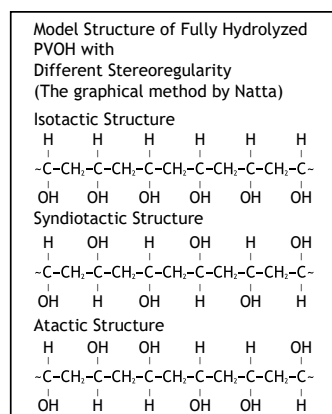 Model Structure of Fully Hydrolyzed
PVOH with
Different Stereoregularity
(The graphical method by Natta)
Isotactic Structure
H H H H H H
~C-CH₂-C-CH₂-C-CH₂-C-CH₂-C-CH₂-C~
OH OH OH OH OH OH
Syndiotactic Structure
H OH H OH H OH
~C-CH₂-C-CH₂-C-CH₂-C-CH₂-C-CH₂-C~
OH H OH H OH H
Atactic Structure
H OH OH H H OH
~C-CH₂-C-CH₂-C-CH₂-C-CH₂-C-CH₂-C~
OH H H OH OH H